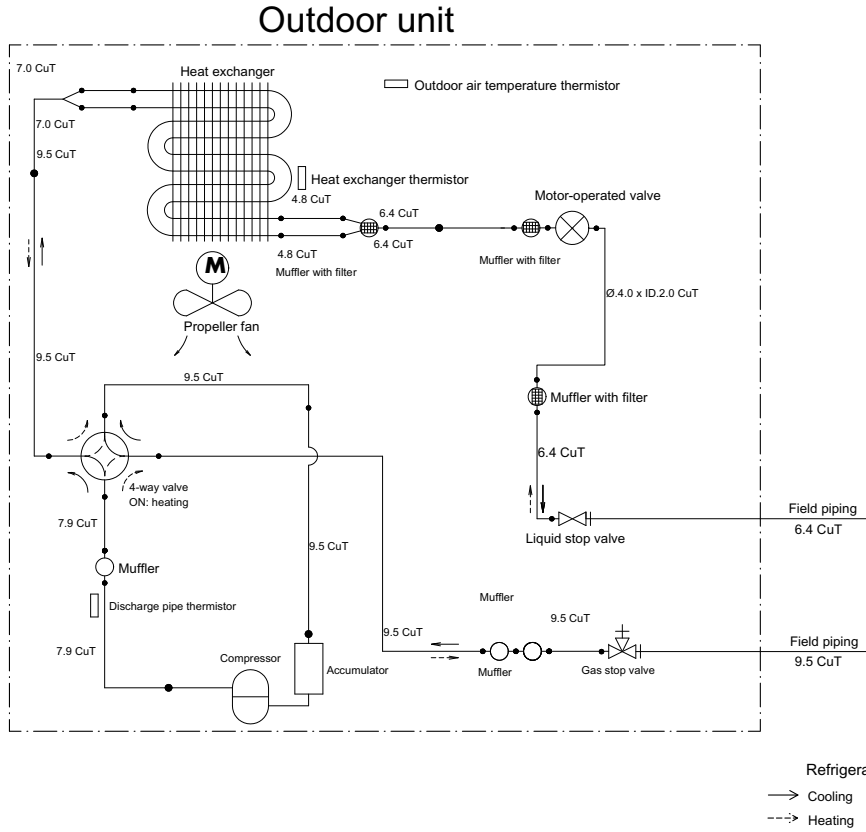 Outdoor unit
7.0 CuT
Heat exchanger
Outdoor air temperature thermistor
7.0 CuT
9.5 CuT
Heat exchanger thermistor
4.8 CuT
Motor-operated valve
6.4 CuT
6.4 CuT
4.8 CuT
Muffler with filter
Muffler with filter
M
Ø.4.0 x ID.2.0 CuT
Propeller fan
9.5 CuT
9.5 CuT
Muffler with filter
6.4 CuT
4-way valve
ON: heating
7.9 CuT
Field piping
6.4 CuT
Liquid stop valve
9.5 CuT
Muffler
Discharge pipe thermistor
Muffler
9.5 CuT
9.5 CuT
Field piping
9.5 CuT
7.9 CuT
Compressor
Accumulator
Muffler
Gas stop valve
Refrigera
Cooling
Heating